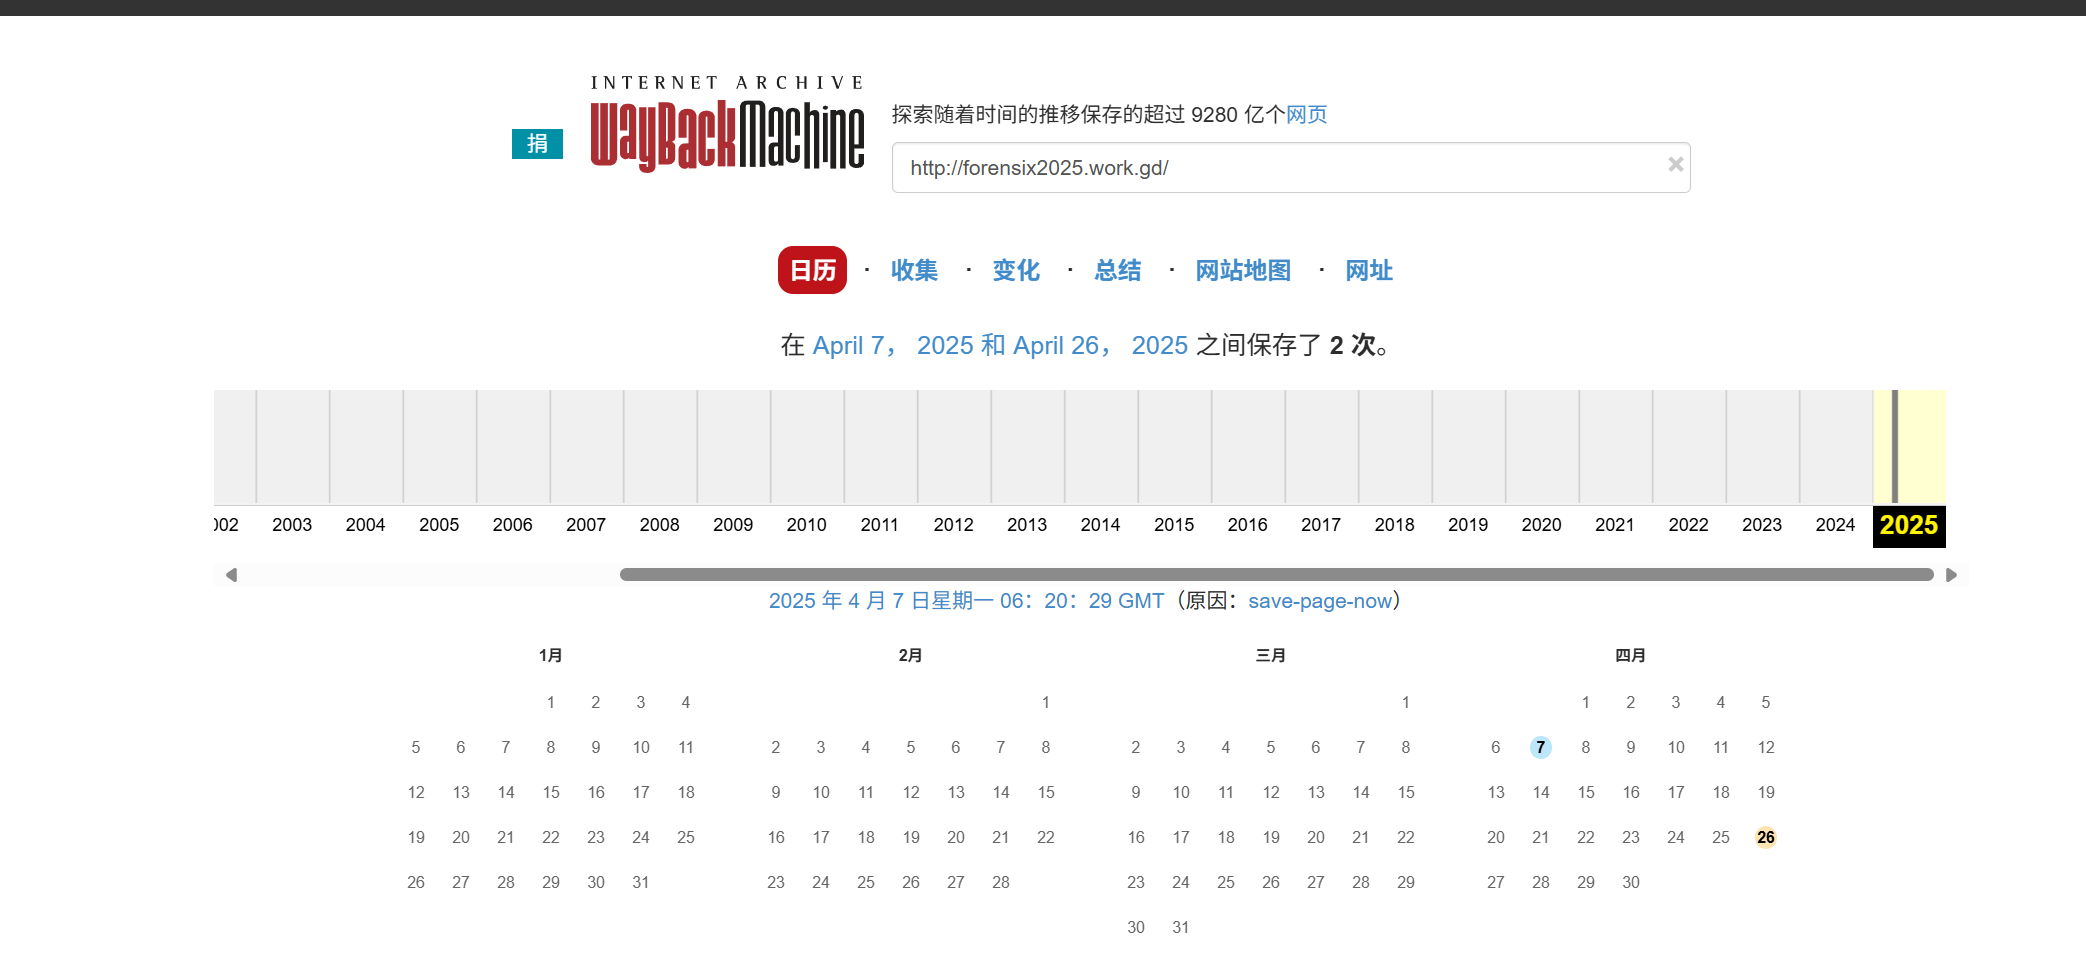 INTERNET ARCHIVE
捐
WayBackMachine
探索随着时间的推移保存的超过 9280 亿个网页
http://forensix2025.work.gd/
日历 · 收集 · 变化 · 总结 · 网站地图 · 网址
在 April 7， 2025 和 April 26， 2025 之间保存了 2 次。
002 2003 2004 2005 2006 2007 2008 2009 2010 2011 2012 2013 2014 2015 2016 2017 2018 2019 2020 2021 2022 2023 2024 2025
2025 年 4 月 7 日星期一 06：20：29 GMT（原因：save-page-now）
1月
1 2 3 4
5 6 7 8 9 10 11
12 13 14 15 16 17 18
19 20 21 22 23 24 25
26 27 28 29 30 31
2月
1
2 3 4 5 6 7 8
9 10 11 12 13 14 15
16 17 18 19 20 21 22
23 24 25 26 27 28
三月
1
2 3 4 5 6 7 8
9 10 11 12 13 14 15
16 17 18 19 20 21 22
23 24 25 26 27 28 29
30 31
四月
1 2 3 4 5
6 7 8 9 10 11 12
13 14 15 16 17 18 19
20 21 22 23 24 25 26
27 28 29 30